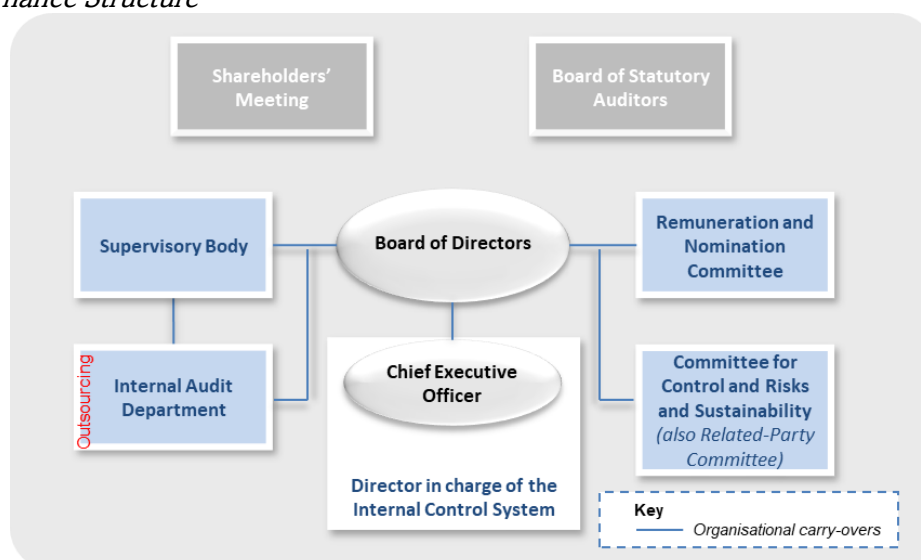 nance Structure
Shareholders'
Meeting
Board of Statutory
Auditors
Supervisory Body
Board of Directors
Remuneration and
Nomination
Committee
Outsourcing
Internal Audit
Department
Chief Executive
Officer
Director in charge of the
Internal Control System
Committee for
Control and Risks
and Sustainability
(also Related-Party
Committee)
Key
Organisational carry-overs